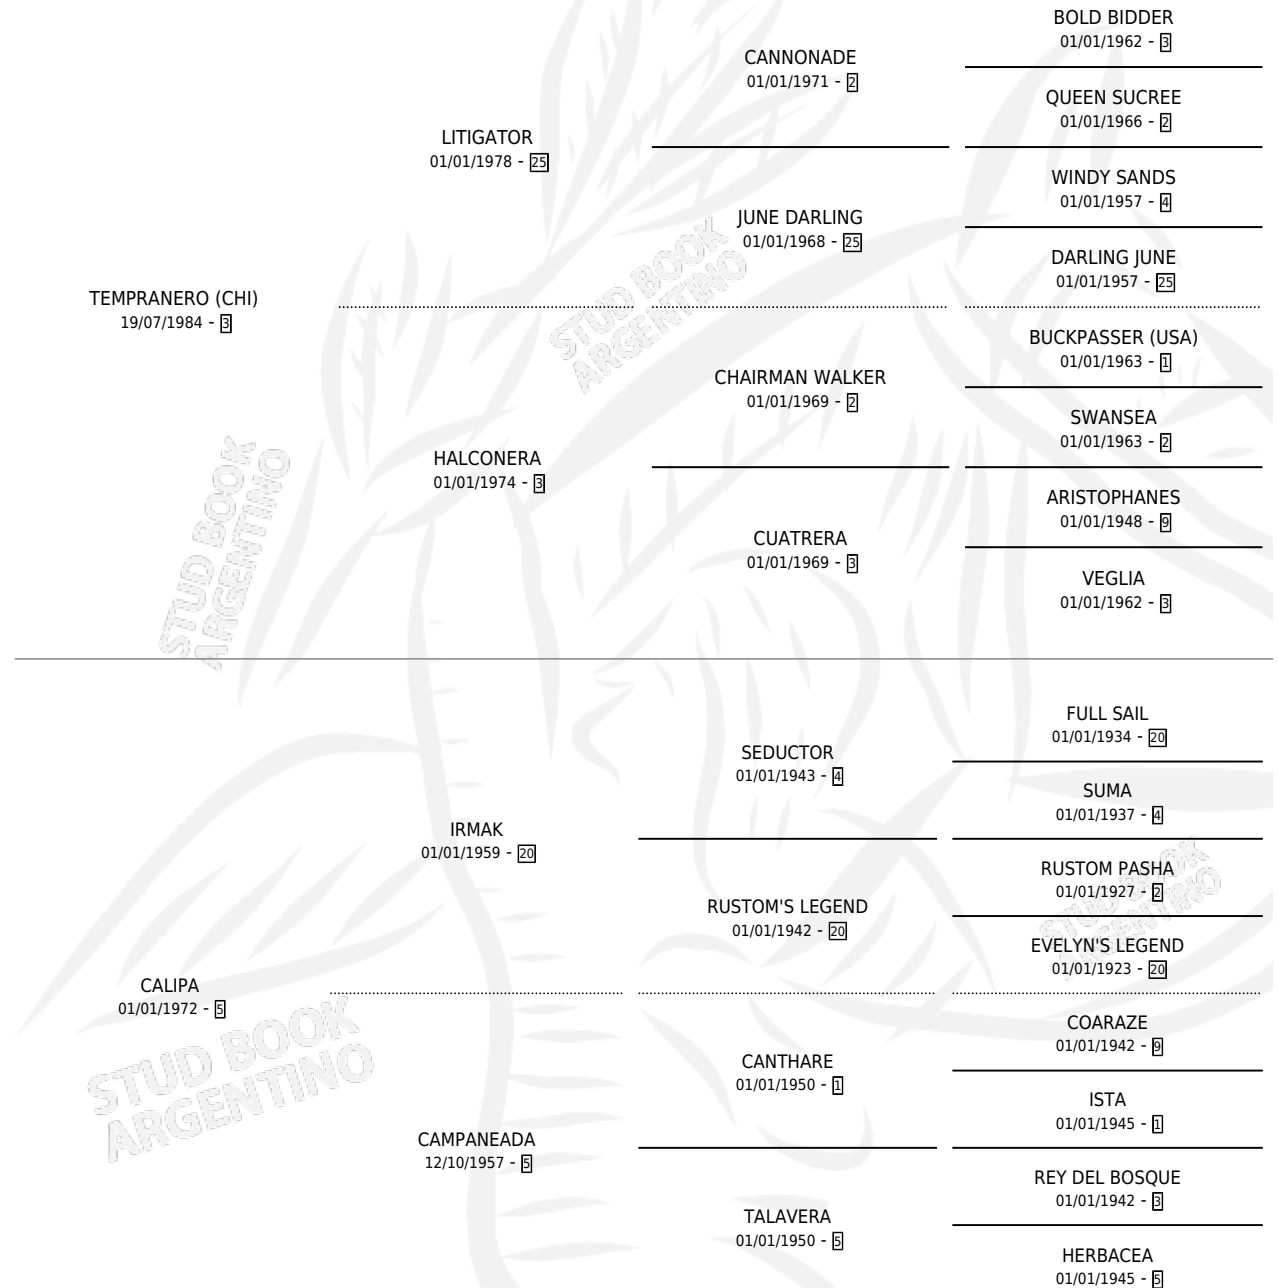 BOLD BIDDER
01/01/1962 - 3
CANNONADE
01/01/1971 - 2
QUEEN SUCREE
01/01/1966 - 2
LITIGATOR
01/01/1978 - 25
WINDY SANDS
01/01/1957 - 4
JUNE DARLING
01/01/1968 - 25
DARLING JUNE
01/01/1957 - 25
TEMPRANERO (CHI)
19/07/1984 - 3
BUCKPASSER (USA)
01/01/1963 - 1
CHAIRMAN WALKER
01/01/1969 - 2
SWANSEA
01/01/1963 - 2
HALCONERA
01/01/1974 - 3
ARISTOPHANES
01/01/1948 - 9
CUATRERA
01/01/1969 - 3
VEGLIA
01/01/1962 - 3
STUD BOOK
ARGENTINO
STUD BOOK
ARGENTINO
FULL SAIL
01/01/1934 - 20
SEDUCTOR
01/01/1943 - 4
SUMA
01/01/1937 - 4
IRMAK
01/01/1959 - 20
RUSTOM PASHA
01/01/1927 - 2
RUSTOM'S LEGEND
01/01/1942 - 20
EVELYN'S LEGEND
01/01/1923 - 20
CALIPA
01/01/1972 - 5
COARAZE
01/01/1942 - 9
CANTHARE
01/01/1950 - 1
ISTA
01/01/1945 - 1
CAMPANEADA
12/10/1957 - 5
REY DEL BOSQUE
01/01/1942 - 3
TALAVERA
01/01/1950 - 5
HERBACEA
01/01/1945 - 5
STUD BOOK
ARGENTINO
STUD BOOK
ARGENTINO